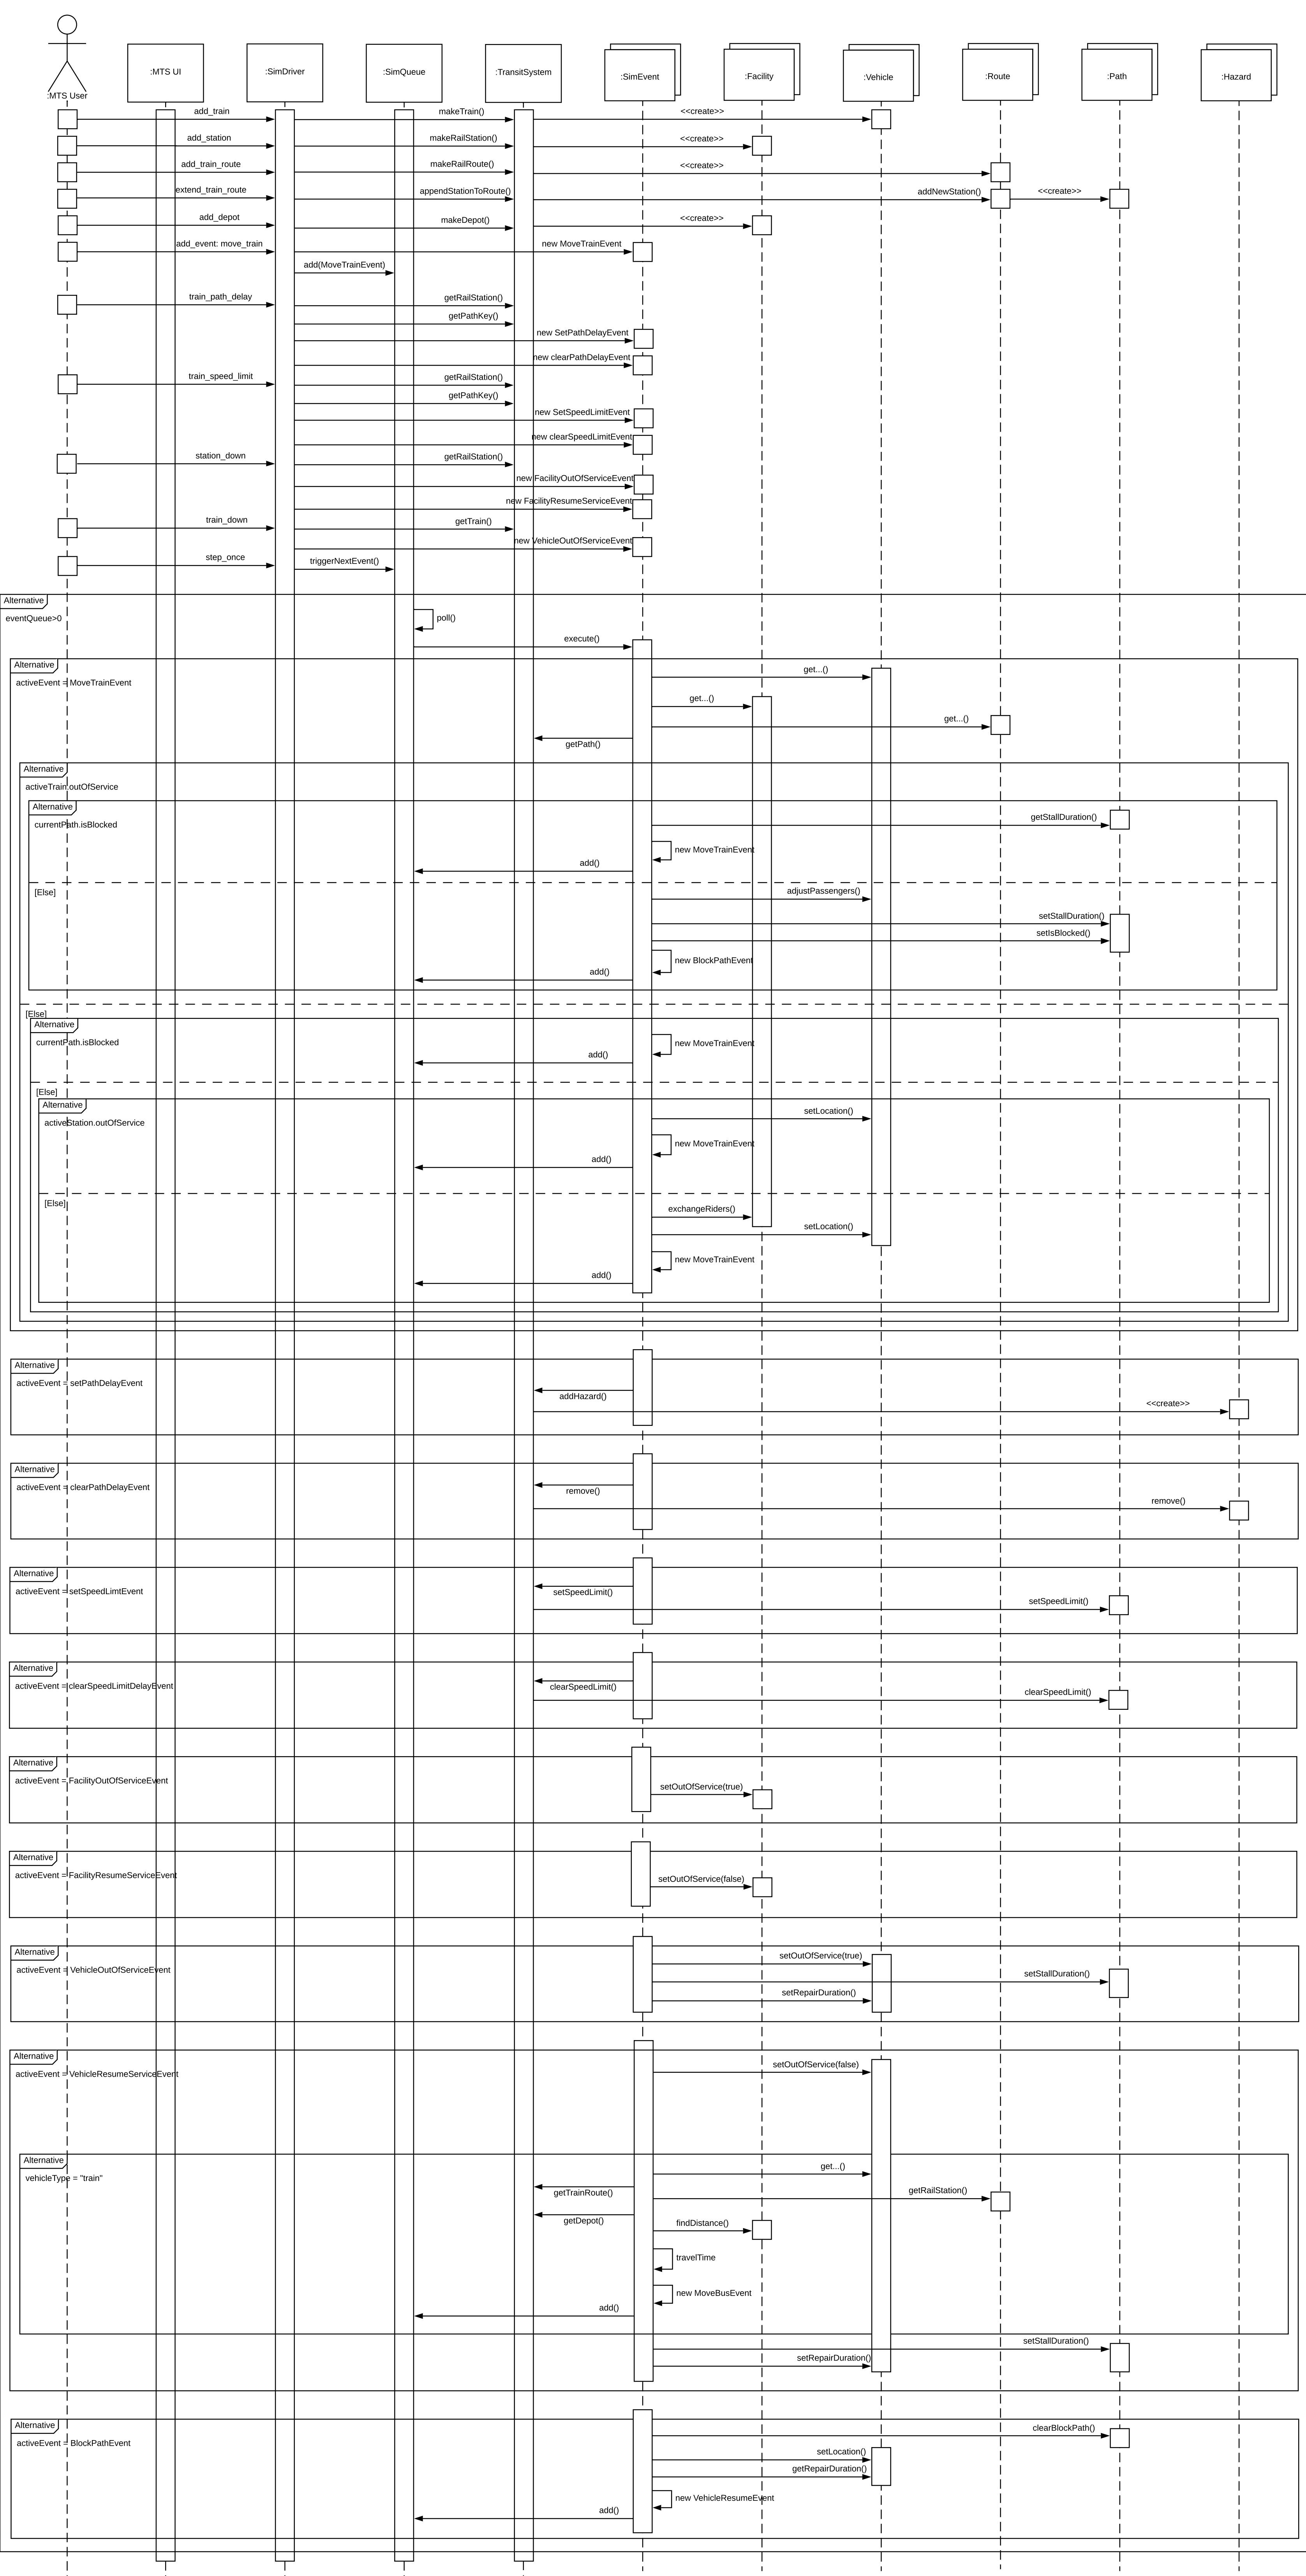 :MTS User
:MTS UI
:SimDriver
:SimQueue
:TransitSystem
:SimEvent
:Facility
:Vehicle
:Route
:Path
:Hazard
add_train
makeTrain()
<<create>>
add_station
makeRailStation()
<<create>>
add_train_route
makeRailRoute()
<<create>>
extend_train_route
appendStationToRoute()
addNewStation()
<<create>>
add_depot
makeDepot()
<<create>>
add_event: move_train
new MoveTrainEvent
add(MoveTrainEvent)
train_path_delay
getRailStation()
getPathKey()
new SetPathDelayEvent
new clearPathDelayEvent
train_speed_limit
getRailStation()
getPathKey()
new SetSpeedLimitEvent
new clearSpeedLimitEvent
station_down
getRailStation()
new FacilityOutOfServiceEvent
new FacilityResumeServiceEvent
train_down
getTrain()
new VehicleOutOfServiceEvent
step_once
triggerNextEvent()
Alternative
eventQueue>0
poll()
execute()
Alternative
activeEvent = MoveTrainEvent
get...()
get...()
get...()
getPath()
Alternative
activeTrain.outOfService
Alternative
currentPath.isBlocked
getStallDuration()
new MoveTrainEvent
add()
[Else]
adjustPassengers()
setStallDuration()
setIsBlocked()
new BlockPathEvent
add()
[Else]
Alternative
currentPath.isBlocked
new MoveTrainEvent
add()
[Else]
Alternative
activeStation.outOfService
setLocation()
new MoveTrainEvent
add()
[Else]
exchangeRiders()
setLocation()
new MoveTrainEvent
add()
Alternative
activeEvent = setPathDelayEvent
addHazard()
<<create>>
Alternative
activeEvent = clearPathDelayEvent
remove()
remove()
Alternative
activeEvent = setSpeedLimtEvent
setSpeedLimit()
setSpeedLimit()
Alternative
activeEvent = clearSpeedLimitDelayEvent
clearSpeedLimit()
clearSpeedLimit()
Alternative
activeEvent = FacilityOutOfServiceEvent
setOutOfService(true)
Alternative
activeEvent = FacilityResumeServiceEvent
setOutOfService(false)
Alternative
activeEvent = VehicleOutOfServiceEvent
setOutOfService(true)
setStallDuration()
setRepairDuration()
Alternative
activeEvent = VehicleResumeServiceEvent
setOutOfService(false)
Alternative
vehicleType = "train"
get...()
getTrainRoute()
getRailStation()
getDepot()
findDistance()
travelTime
new MoveBusEvent
add()
setStallDuration()
setRepairDuration()
Alternative
activeEvent = BlockPathEvent
clearBlockPath()
setLocation()
getRepairDuration()
new VehicleResumeEvent
add()